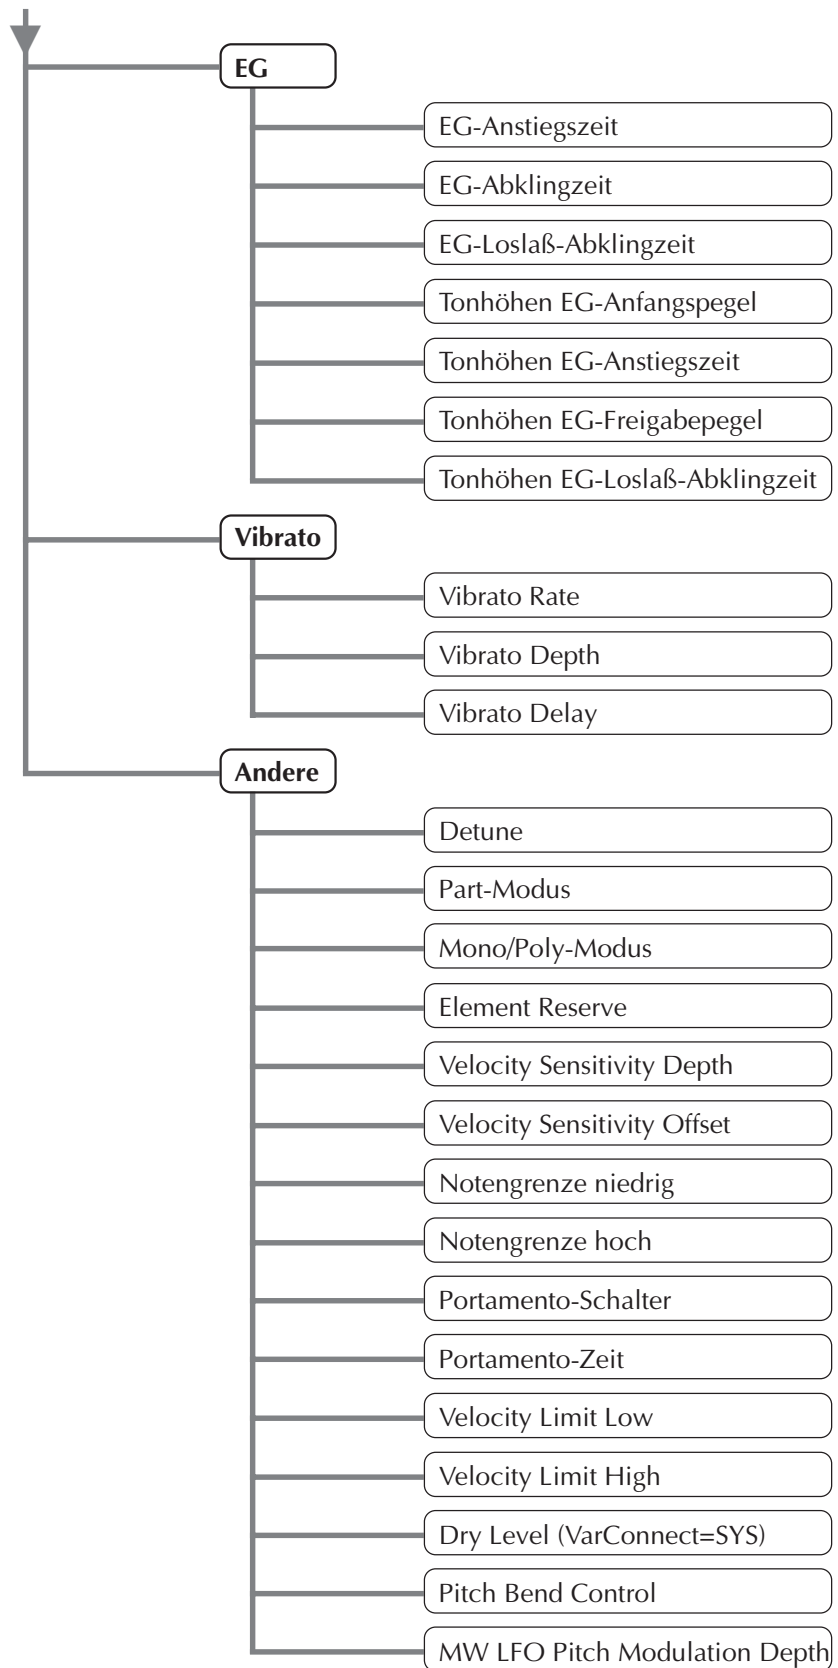 EG
EG-Anstiegszeit
EG-Abklingzeit
EG-Loslaß-Abklingzeit
Tonhöhen EG-Anfangspegel
Tonhöhen EG-Anstiegszeit
Tonhöhen EG-Freigabepegel
Tonhöhen EG-Loslaß-Abklingzeit
Vibrato
Vibrato Rate
Vibrato Depth
Vibrato Delay
Andere
Detune
Part-Modus
Mono/Poly-Modus
Element Reserve
Velocity Sensitivity Depth
Velocity Sensitivity Offset
Notengrenze niedrig
Notengrenze hoch
Portamento-Schalter
Portamento-Zeit
Velocity Limit Low
Velocity Limit High
Dry Level (VarConnect=SYS)
Pitch Bend Control
MW LFO Pitch Modulation Depth